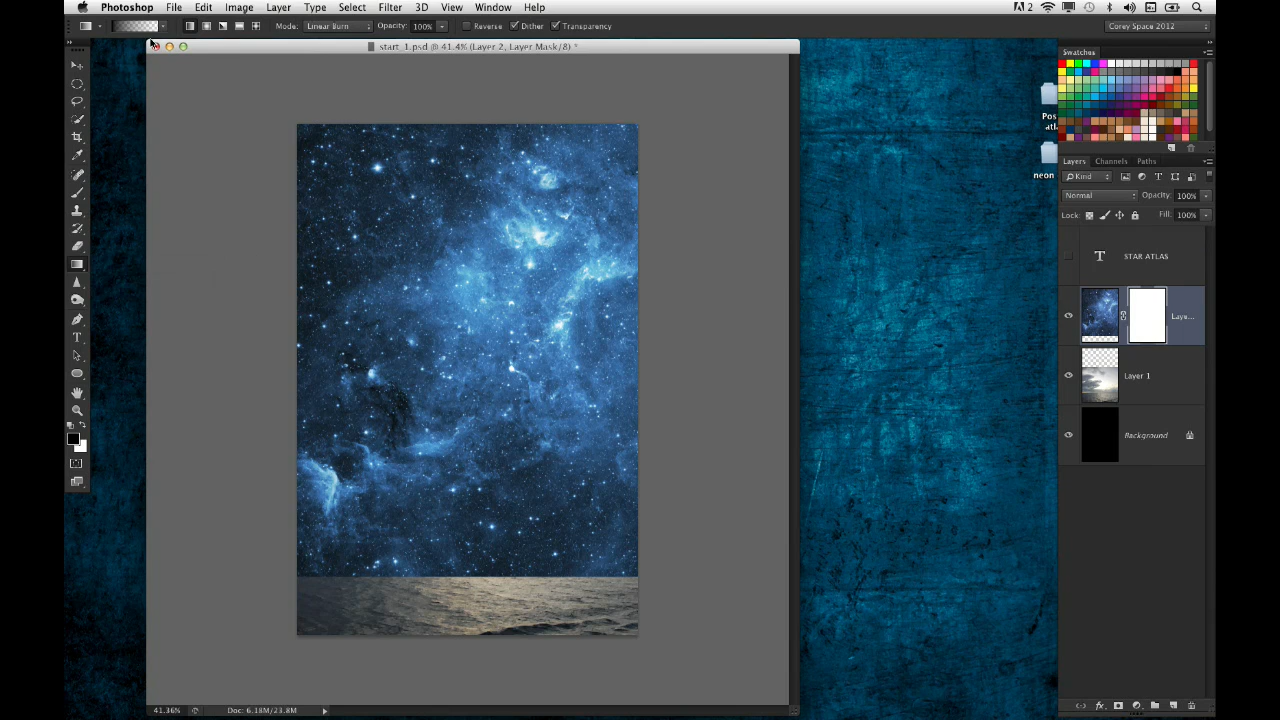 Photoshop File Edit Image Layer Type Select Filter 3D View Window Help
2
Mode: Linear Burn Opacity: 100% Reverse Dither Transparency
Corey Space 2012
start_1.psd @ 41.4% (Layer 2, Layer Mask/8) *
Swatches
Pos
atl
neon
Layers Channels Paths
Kind
Normal Opacity: 100%
Lock: Fill: 100%
T STAR ATLAS
Laye...
Layer 1
Background
41.36% Doc: 6.18M/23.8M